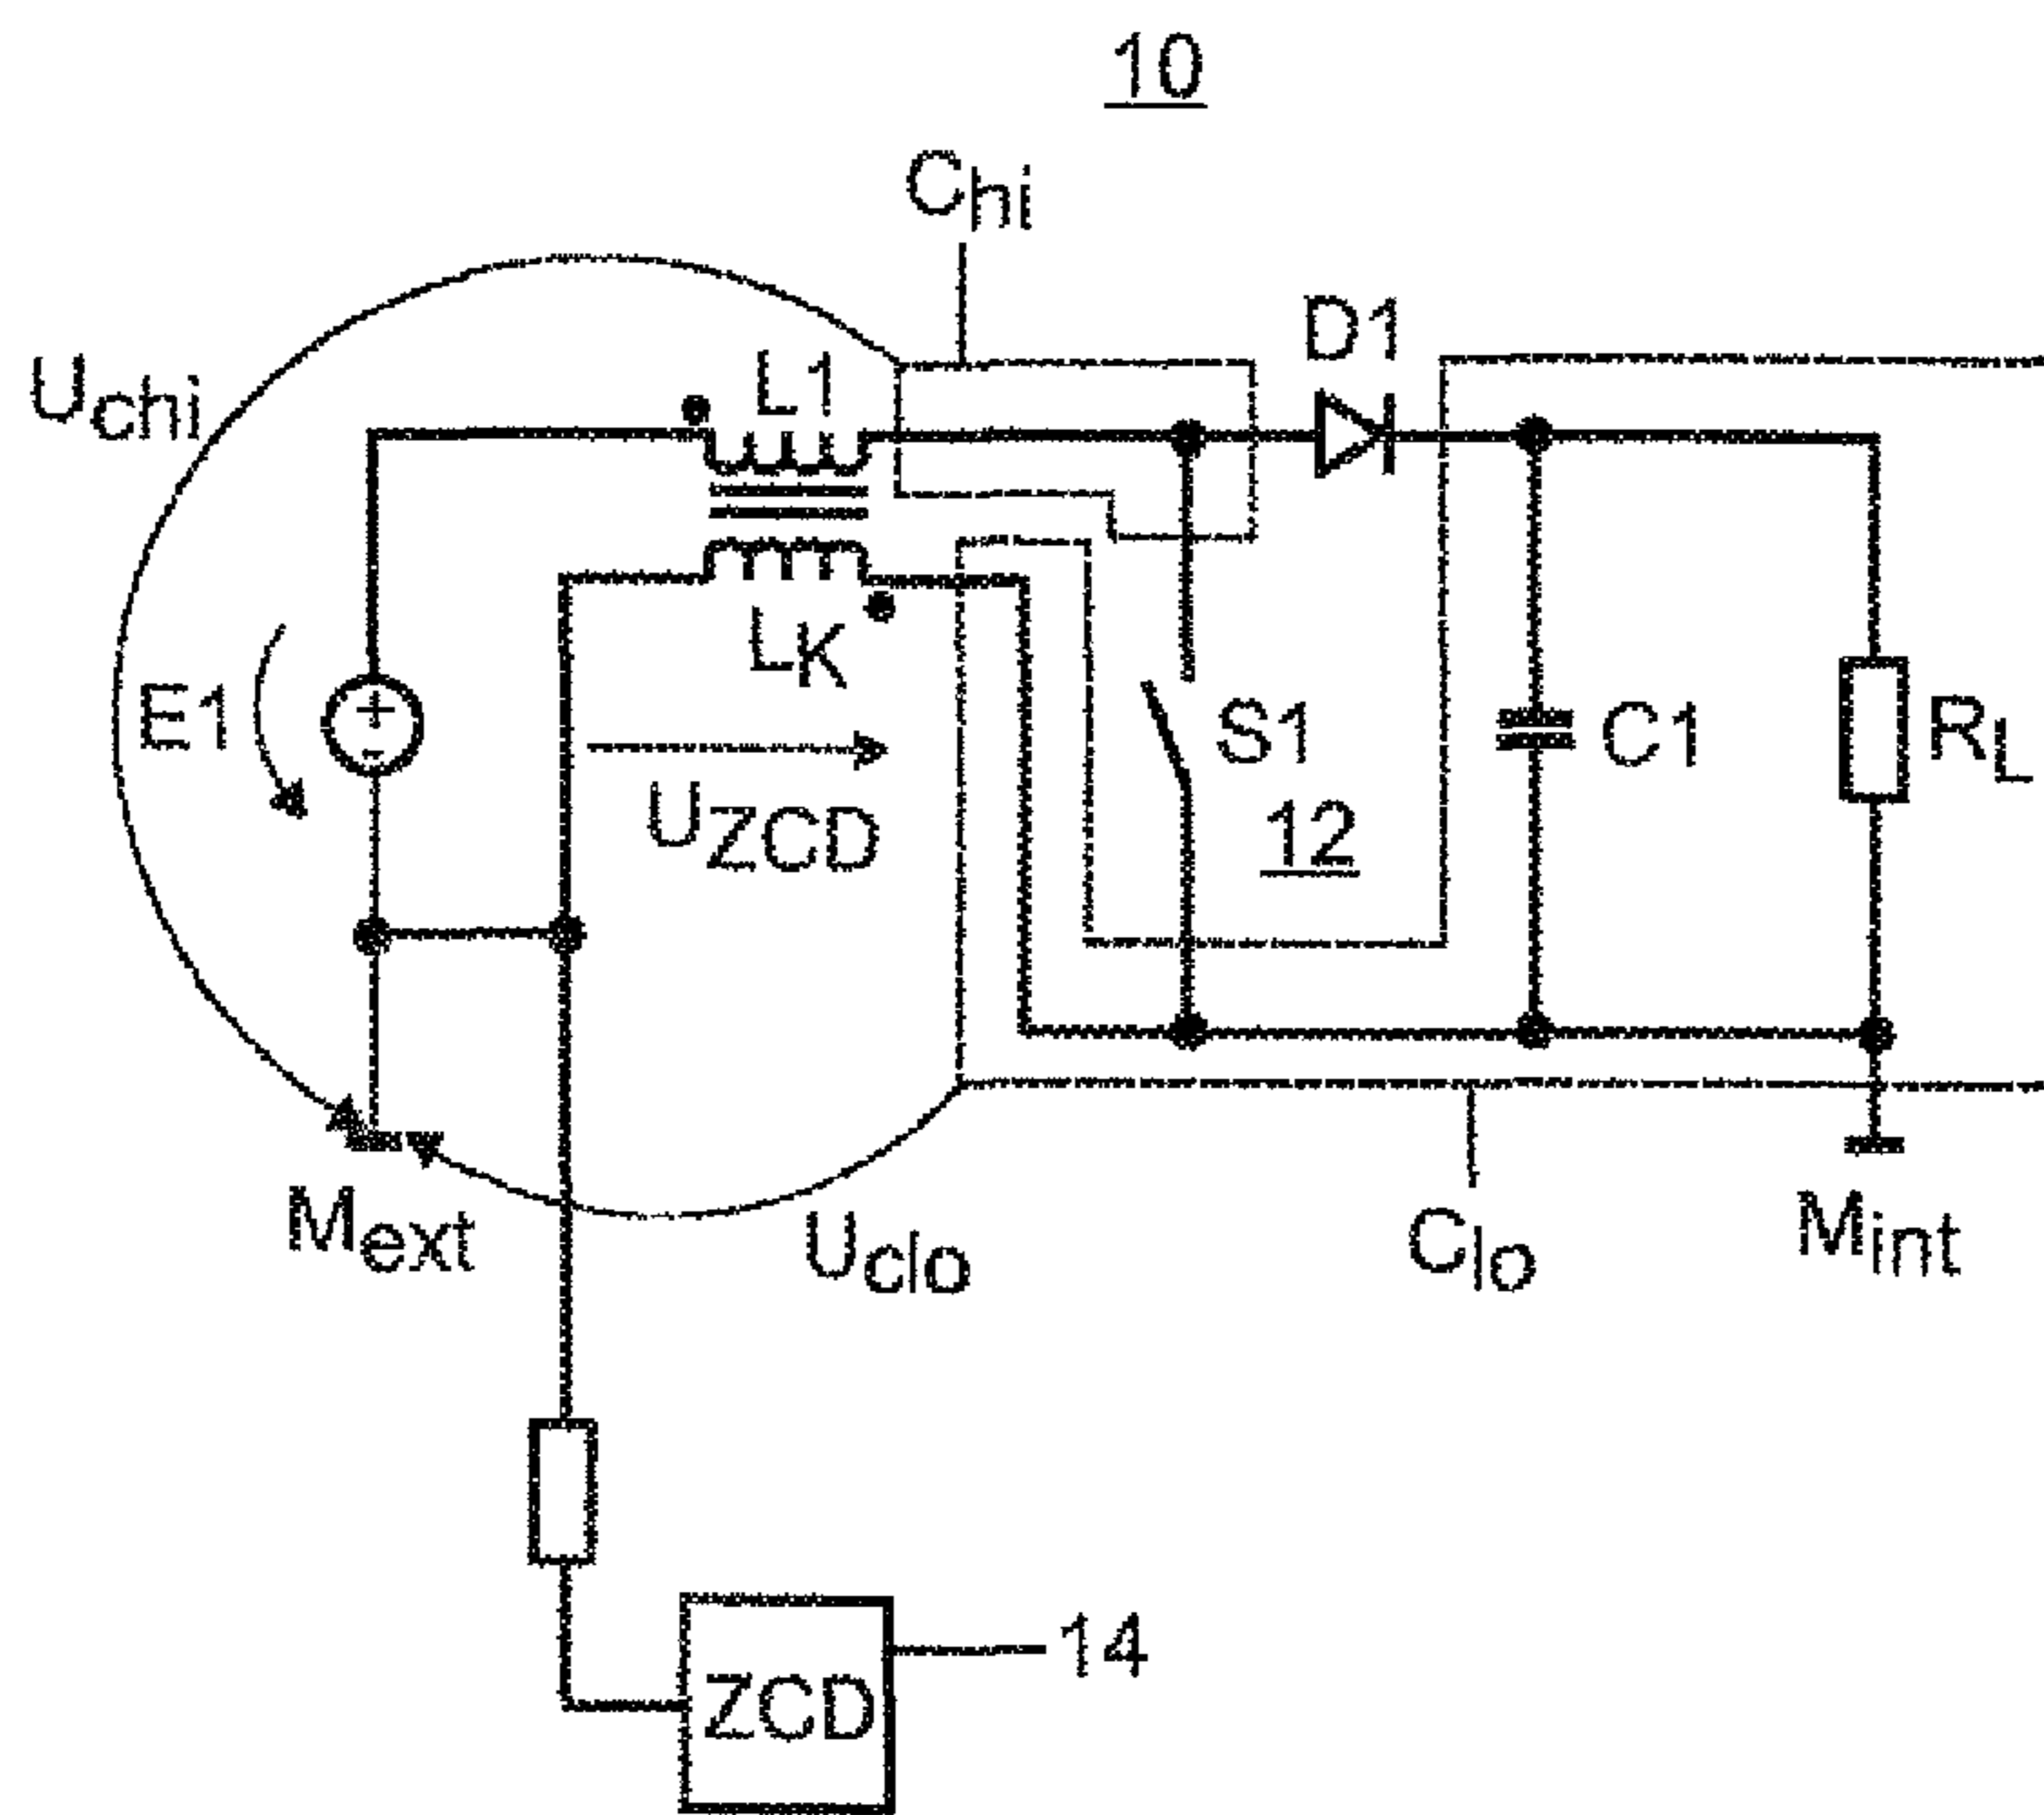 10
Chi
D1
Uchi
L1
LK
E1
S1
C1
RL
UZCD
12
Mext
Uclo
Clo
Mint
14
ZCD
+
-